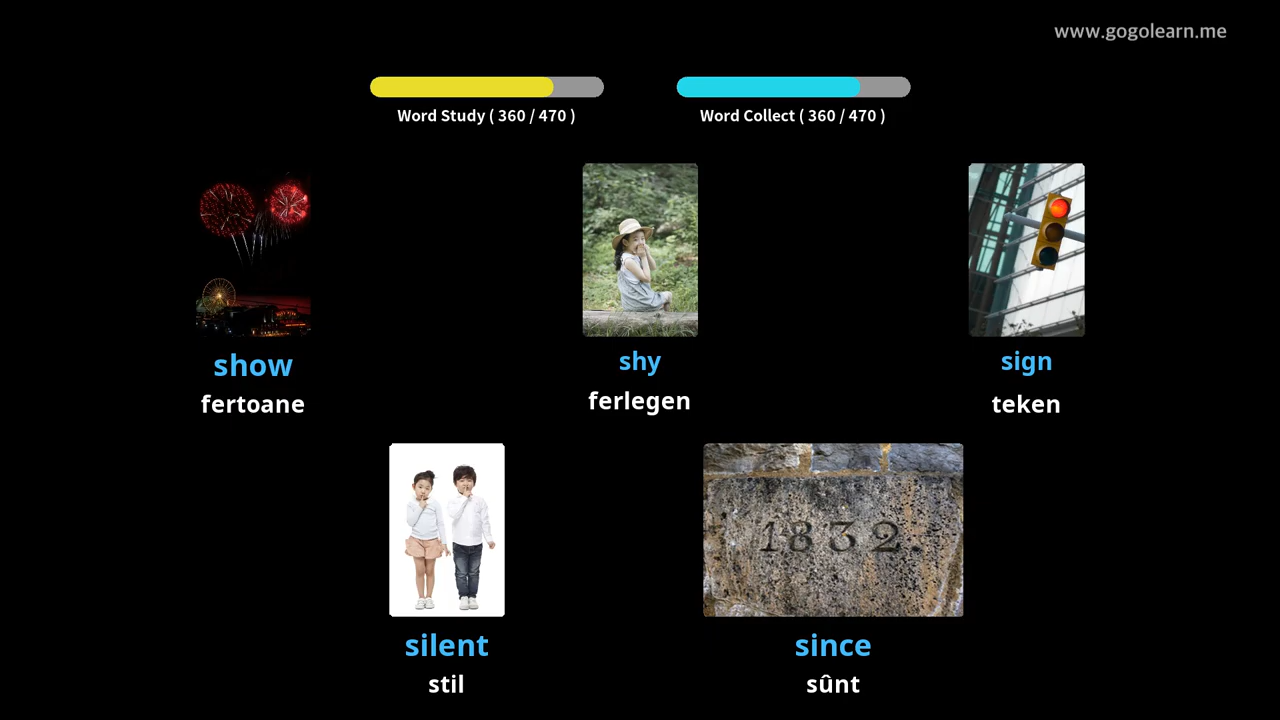 www.gogolearn.me
Word Study ( 360 / 470 )
Word Collect ( 360 / 470 )
show
fertoane
shy
ferlegen
sign
teken
1832.
silent
stil
since
sûnt